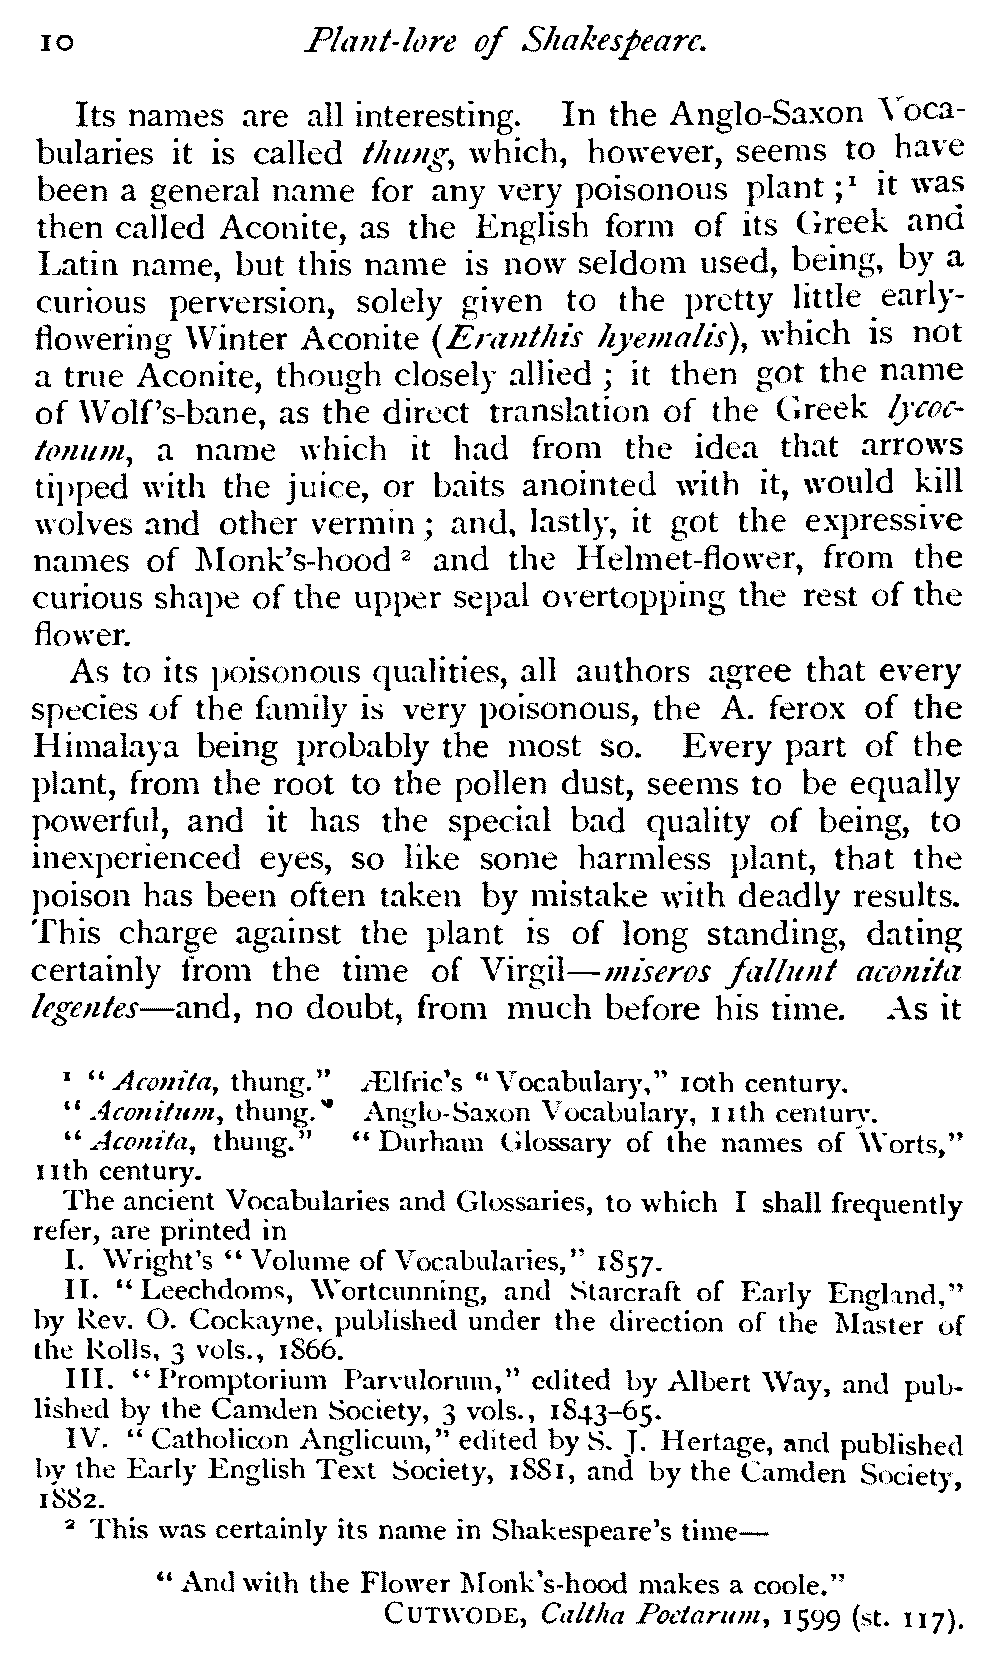 10 Plant-lore of Shakespeare.
Its names are all interesting. In the Anglo-Saxon Voca-
bularies it is called thung, which, however, seems to have
been a general name for any very poisonous plant ;¹ it was
then called Aconite, as the English form of its Greek and
Latin name, but this name is now seldom used, being, by a
curious perversion, solely given to the pretty little early-
flowering Winter Aconite (Eranthis hyemalis), which is not
a true Aconite, though closely allied ; it then got the name
of Wolf's-bane, as the direct translation of the Greek lycoc-
tonum, a name which it had from the idea that arrows
tipped with the juice, or baits anointed with it, would kill
wolves and other vermin ; and, lastly, it got the expressive
names of Monk's-hood ² and the Helmet-flower, from the
curious shape of the upper sepal overtopping the rest of the
flower.
As to its poisonous qualities, all authors agree that every
species of the family is very poisonous, the A. ferox of the
Himalaya being probably the most so. Every part of the
plant, from the root to the pollen dust, seems to be equally
powerful, and it has the special bad quality of being, to
inexperienced eyes, so like some harmless plant, that the
poison has been often taken by mistake with deadly results.
This charge against the plant is of long standing, dating
certainly from the time of Virgil—miseros fallunt aconita
legentes—and, no doubt, from much before his time. As it
¹ "Aconita, thung." Ælfric's "Vocabulary," 10th century.
"Aconitum, thung." Anglo-Saxon Vocabulary, 11th century.
"Aconita, thung." "Durham Glossary of the names of Worts,"
11th century.
The ancient Vocabularies and Glossaries, to which I shall frequently
refer, are printed in
I. Wright's "Volume of Vocabularies," 1857.
II. "Leechdoms, Wortcunning, and Starcraft of Early England,"
by Rev. O. Cockayne, published under the direction of the Master of
the Rolls, 3 vols., 1866.
III. "Promptorium Parvulorum," edited by Albert Way, and pub-
lished by the Camden Society, 3 vols., 1843–65.
IV. "Catholicon Anglicum," edited by S. J. Hertage, and published
by the Early English Text Society, 1881, and by the Camden Society,
1882.
² This was certainly its name in Shakespeare's time—
"And with the Flower Monk's-hood makes a coole."
CUTWODE, Caltha Poetarum, 1599 (st. 117).